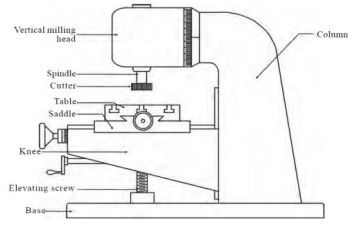 Vertical milling
head
Column
Spindle
Cutter
Table
Saddle
Knee
Elevating screw
Base